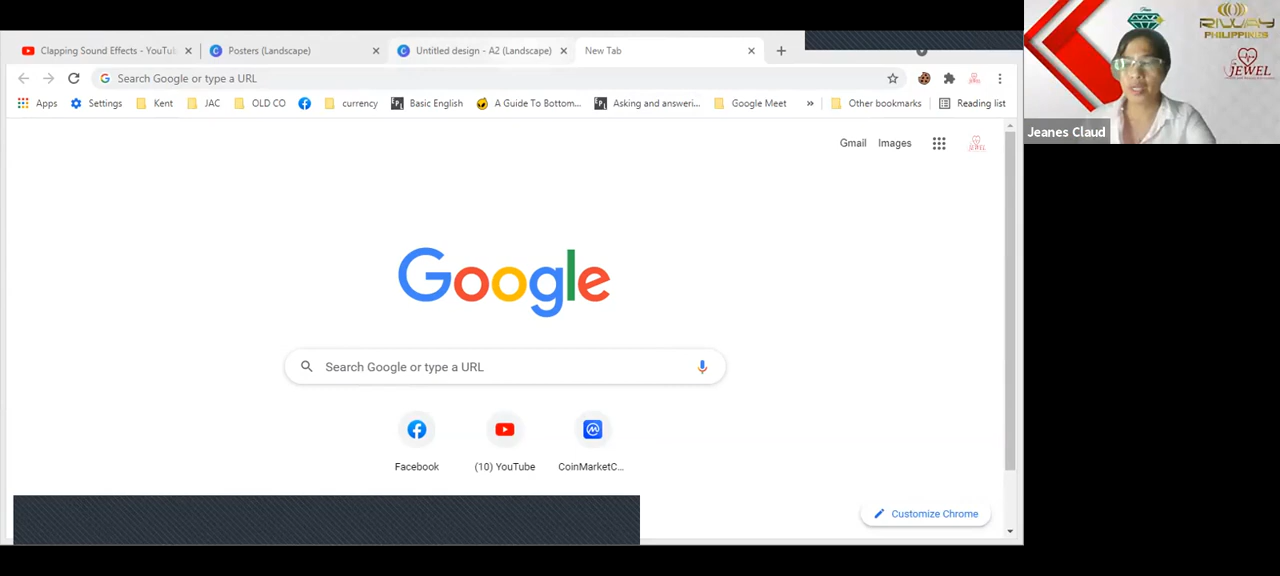 Clapping Sound Effects - YouTu
Posters (Landscape)
Untitled design - A2 (Landscape)
New Tab
Search Google or type a URL
Apps
Settings
Kent
JAC
OLD CO
currency
Basic English
A Guide To Bottom...
Asking and answeri...
Google Meet
»
Other bookmarks
Reading list
Gmail
Images
Google
Search Google or type a URL
Facebook
(10) YouTube
CoinMarketC...
Customize Chrome
RIWAY
PHILIPPINES
JEWEL
Jeanes Claud